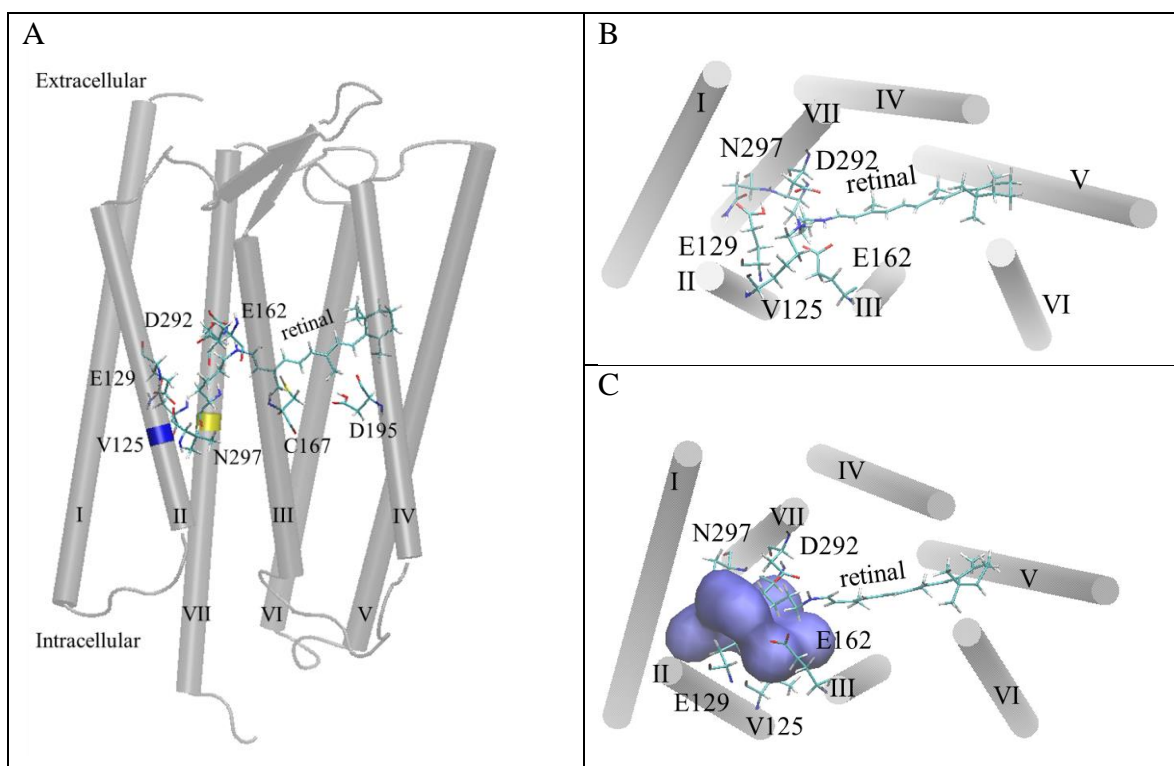 A
Extracellular
D292
E162
retinal
E129
V125
N297
C167
D195
I
II
III
IV
VII
VI
V
Intracellular
B
I
IV
VII
N297
D292
retinal
V
E129
E162
II
V125
III
VI
C
I
IV
VII
N297
D292
retinal
V
E162
II
III
E129
VI
V125